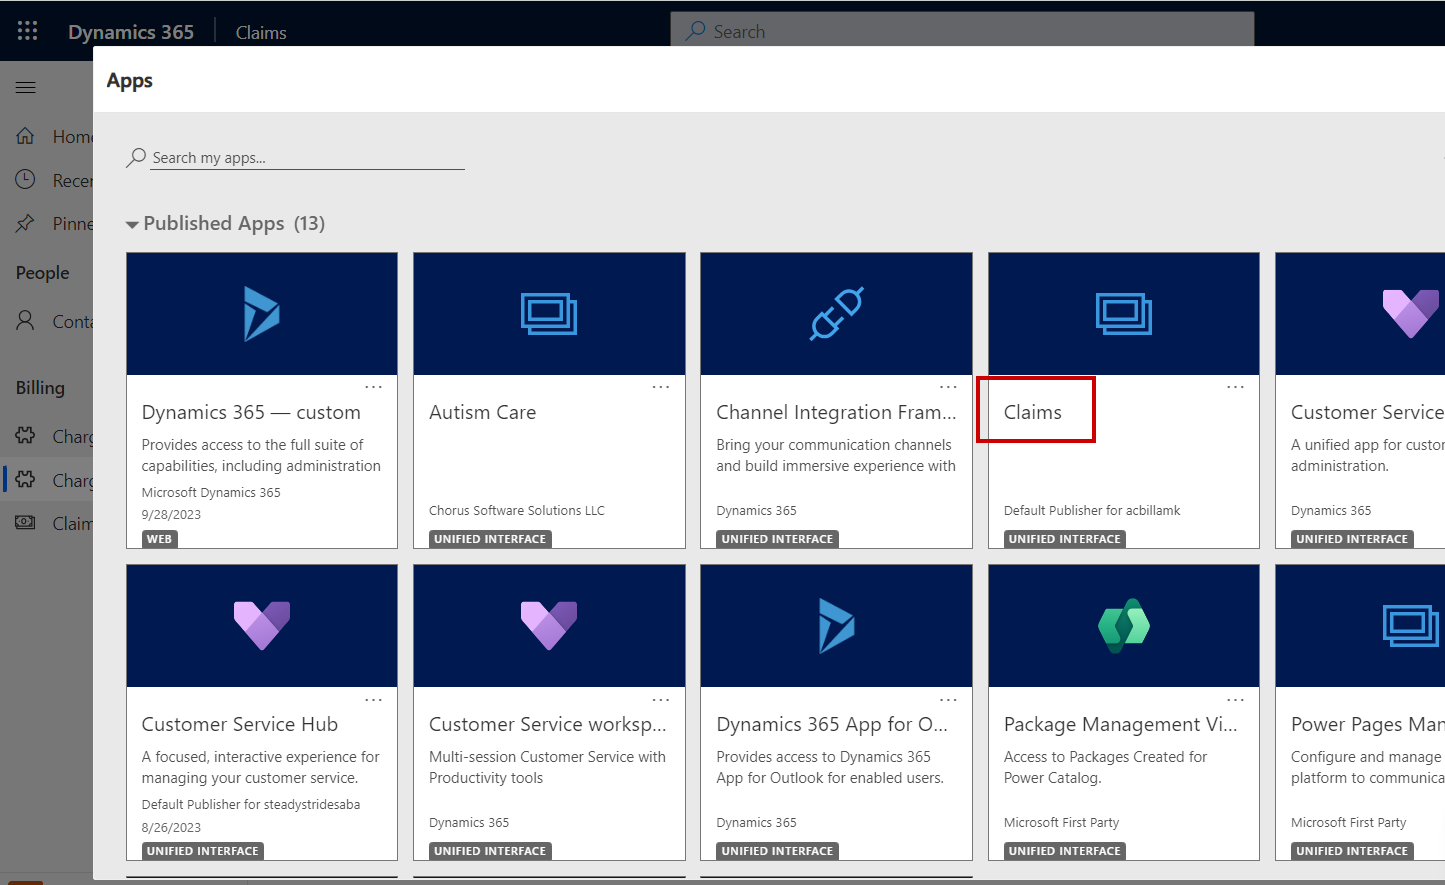 Dynamics 365
Claims
Search
Apps
Home
Search my apps...
Published Apps (13)
People
Billing
Dynamics 365 — custom
Provides access to the full suite of
capabilities, including administration
Microsoft Dynamics 365
9/28/2023
WEB
Autism Care
Chorus Software Solutions LLC
UNIFIED INTERFACE
Channel Integration Fram...
Bring your communication channels
and build immersive experience with
Dynamics 365
UNIFIED INTERFACE
Claims
Default Publisher for acbillamk
UNIFIED INTERFACE
Customer Service
A unified app for custo
administration.
Dynamics 365
UNIFIED INTERFACE
Customer Service Hub
A focused, interactive experience for
managing your customer service.
Default Publisher for steadystridesaba
8/26/2023
UNIFIED INTERFACE
Customer Service worksp...
Multi-session Customer Service with
Productivity tools
Dynamics 365
UNIFIED INTERFACE
Dynamics 365 App for O...
Provides access to Dynamics 365
App for Outlook for enabled users.
Dynamics 365
UNIFIED INTERFACE
Package Management Vi...
Access to Packages Created for
Power Catalog.
Microsoft First Party
UNIFIED INTERFACE
Power Pages Man
Configure and manage
platform to communica
Microsoft First Party
UNIFIED INTERFACE